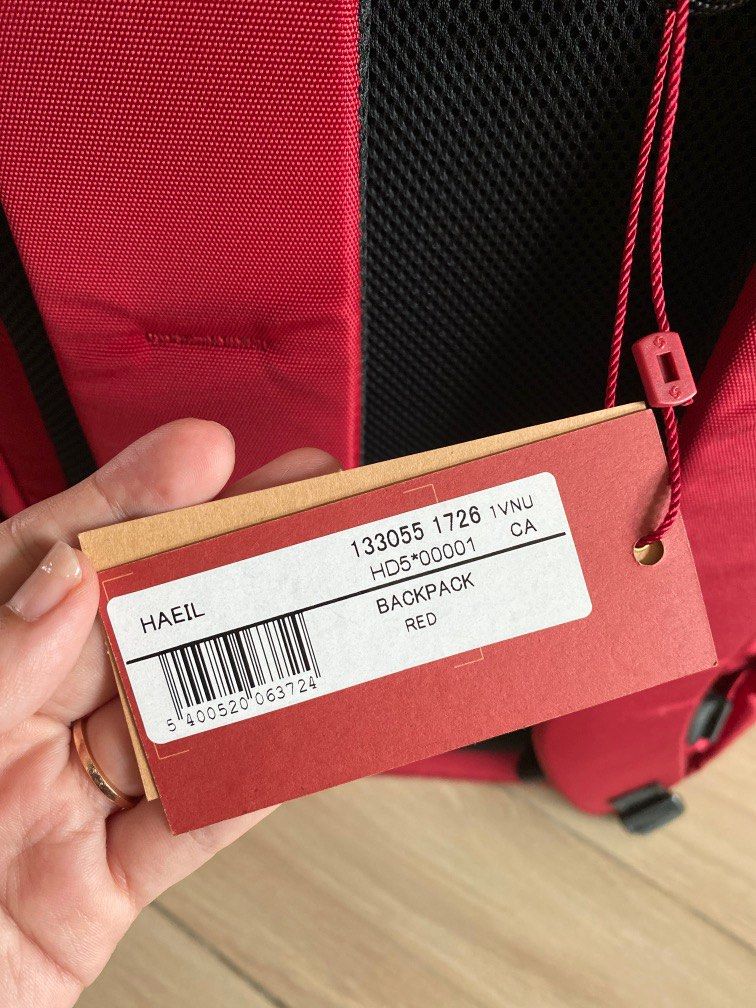 133055 1726 1VNU
HD5*00001 CA
HAEIL
BACKPACK
RED
5 400520 063724